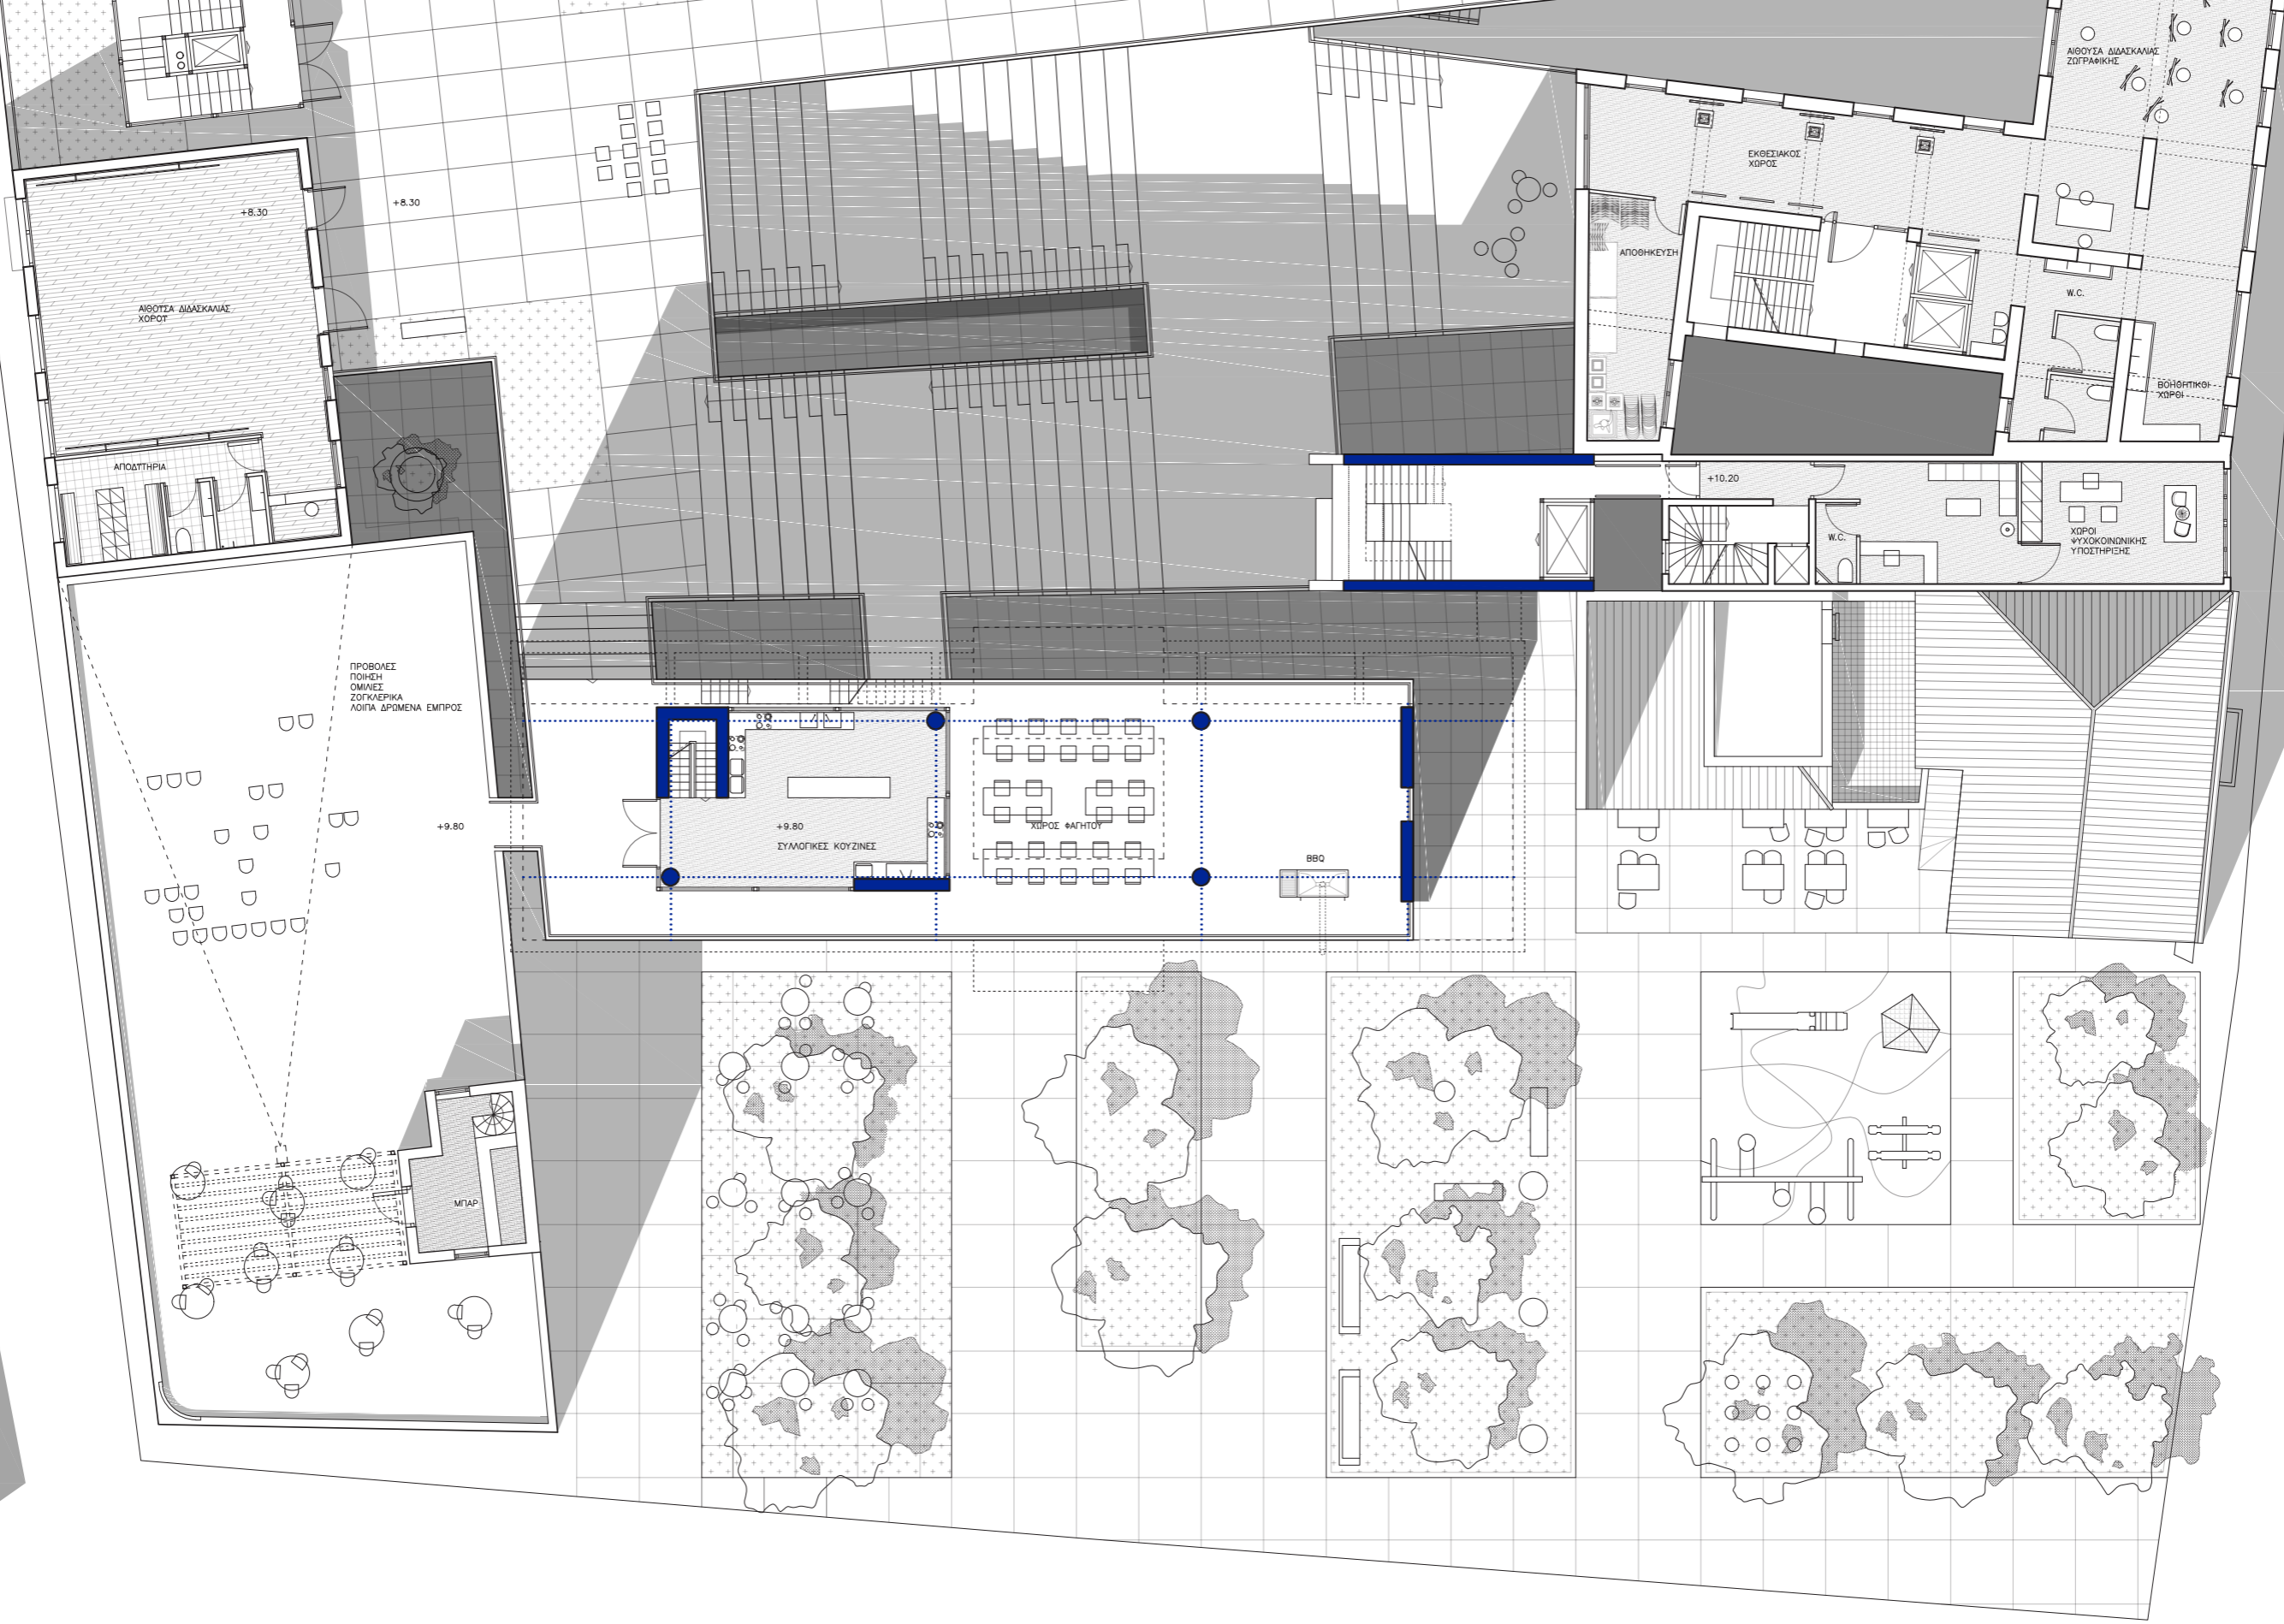 ΑΙΘΟΥΣΑ ΔΙΔΑΣΚΑΛΙΑΣ
ΖΩΓΡΑΦΙΚΗΣ
ΕΚΘΕΣΙΑΚΟΣ
ΧΩΡΟΣ
+8.30
+8.30
ΑΠΟΘΗΚΕΥΣΗ
W.C.
ΑΙΘΟΥΣΑ ΔΙΔΑΣΚΑΛΙΑΣ
ΧΟΡΟΥ
ΒΟΗΘΗΤΙΚΟΙ
ΧΩΡΟΙ
ΑΠΟΔΥΤΗΡΙΑ
+10.20
W.C.
ΧΩΡΟΙ
ΨΥΧΟΚΟΙΝΩΝΙΚΗΣ
ΥΠΟΣΤΗΡΙΞΗΣ
ΠΡΟΒΟΛΕΣ
ΠΟΙΗΣΗ
ΟΜΙΛΙΕΣ
ΖΟΓΚΛΕΡΙΚΑ
ΛΟΙΠΑ ΔΡΩΜΕΝΑ ΕΜΠΡΟΣ
+9.80
+9.80
ΣΥΛΛΟΓΙΚΕΣ ΚΟΥΖΙΝΕΣ
ΧΩΡΟΣ ΦΑΓΗΤΟΥ
BBQ
ΜΠΑΡ